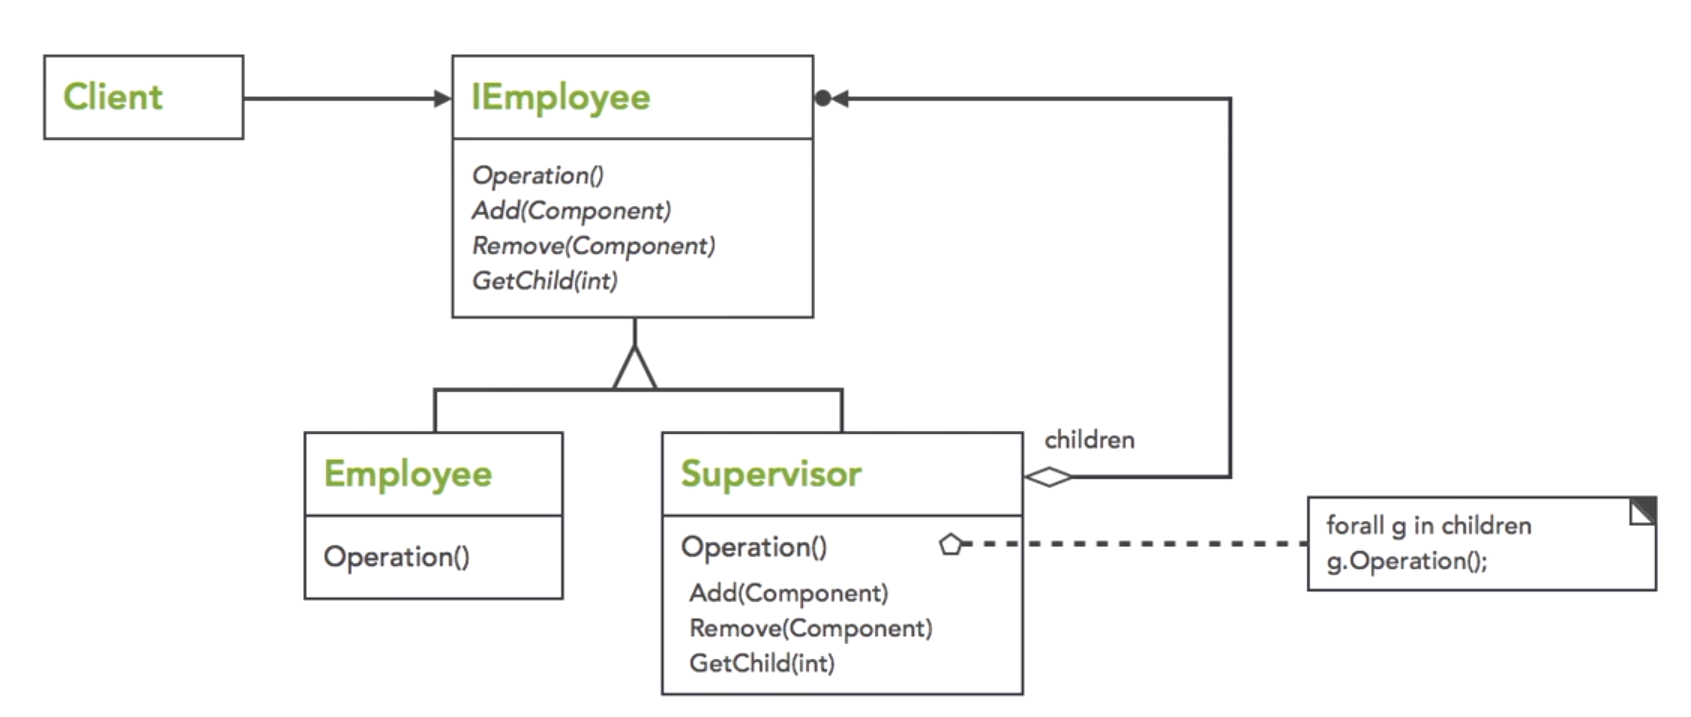 Client
IEmployee
Operation()
Add(Component)
Remove(Component)
GetChild(int)
Employee
Operation()
Supervisor
Operation()
Add(Component)
Remove(Component)
GetChild(int)
children
forall g in children
g.Operation();